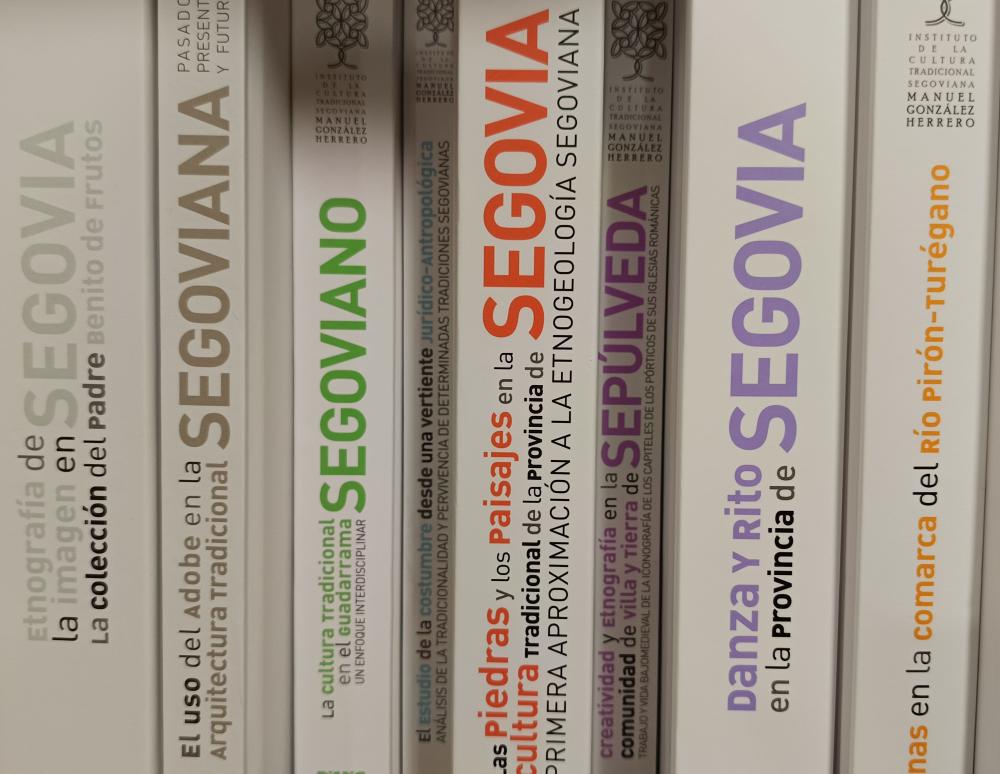 Etnografía de
la imagen en SEGOVIA
La colección del Padre Benito de Frutos
El uso del Adobe en la
Arquitectura Tradicional SEGOVIANA
PASADO
PRESENT
Y FUTUR
La cultura Tradicional
en el Guadarrama
UN ENFOQUE INTERDISCIPLINAR
SEGOVIANO
INSTITUTO
DE LA
CULTURA
TRADICIONAL
SEGOVIANA
MANUEL
GONZÁLEZ
HERRERO
El Estudio de la costumbre desde una vertiente Jurídico-Antropológica
ANÁLISIS DE LA TRADICIONALIDAD Y PERVIVENCIA DE DETERMINADAS TRADICIONES SEGOVIANAS
INSTITUTO
DE LA
CULTURA
TRADICIONAL
SEGOVIANA
MANUEL
GONZÁLEZ
HERRERO
Las Piedras y los Paisajes en la
cultura Tradicional de la Provincia de SEGOVIA
PRIMERA APROXIMACIÓN A LA ETNOGEOLOGÍA SEGOVIANA
creatividad y Etnografía en la
comunidad de villa y Tierra de SEPÚLVEDA
TRABAJO Y VIDA BAJOMEDIEVAL DE LA ICONOGRAFÍA DE LOS CAPITELES DE LOS PÓRTICOS DE SUS IGLESIAS ROMÁNICAS
INSTITUTO
DE LA
CULTURA
TRADICIONAL
SEGOVIANA
MANUEL
GONZÁLEZ
HERRERO
Danza y Rito
en la Provincia de SEGOVIA
nas en la comarca del Río Pirón-Turégano
INSTITUTO
DE LA
CULTURA
TRADICIONAL
SEGOVIANA
MANUEL
GONZÁLEZ
HERRERO